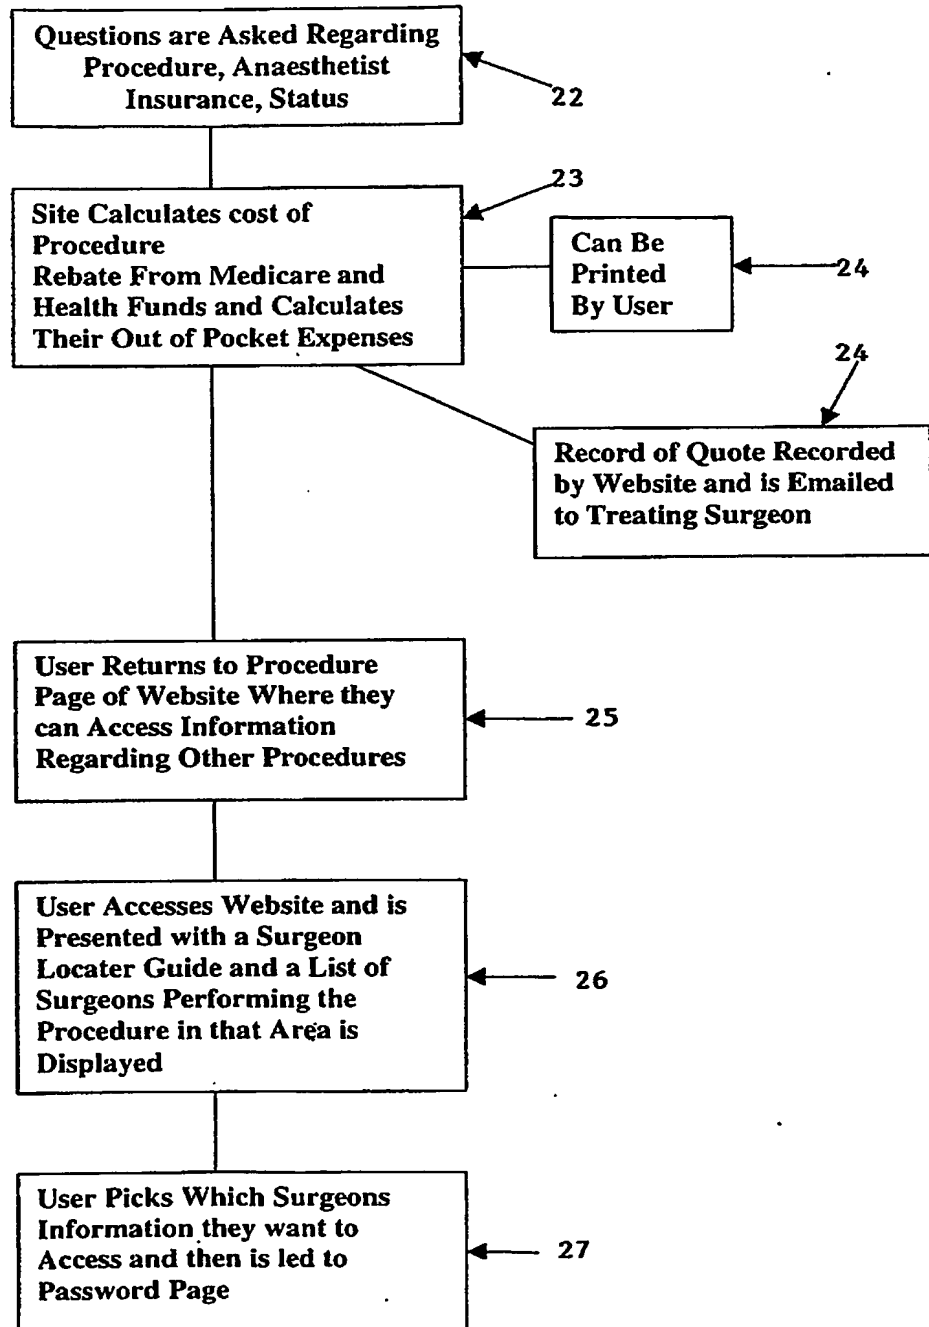 Questions are Asked Regarding
Procedure, Anaesthetist
Insurance, Status
22
23
Site Calculates cost of
Procedure
Rebate From Medicare and
Health Funds and Calculates
Their Out of Pocket Expenses
Can Be
Printed
By User
24
24
Record of Quote Recorded
by Website and is Emailed
to Treating Surgeon
User Returns to Procedure
Page of Website Where they
can Access Information
Regarding Other Procedures
25
User Accesses Website and is
Presented with a Surgeon
Locater Guide and a List of
Surgeons Performing the
Procedure in that Area is
Displayed
26
User Picks Which Surgeons
Information they want to
Access and then is led to
Password Page
27